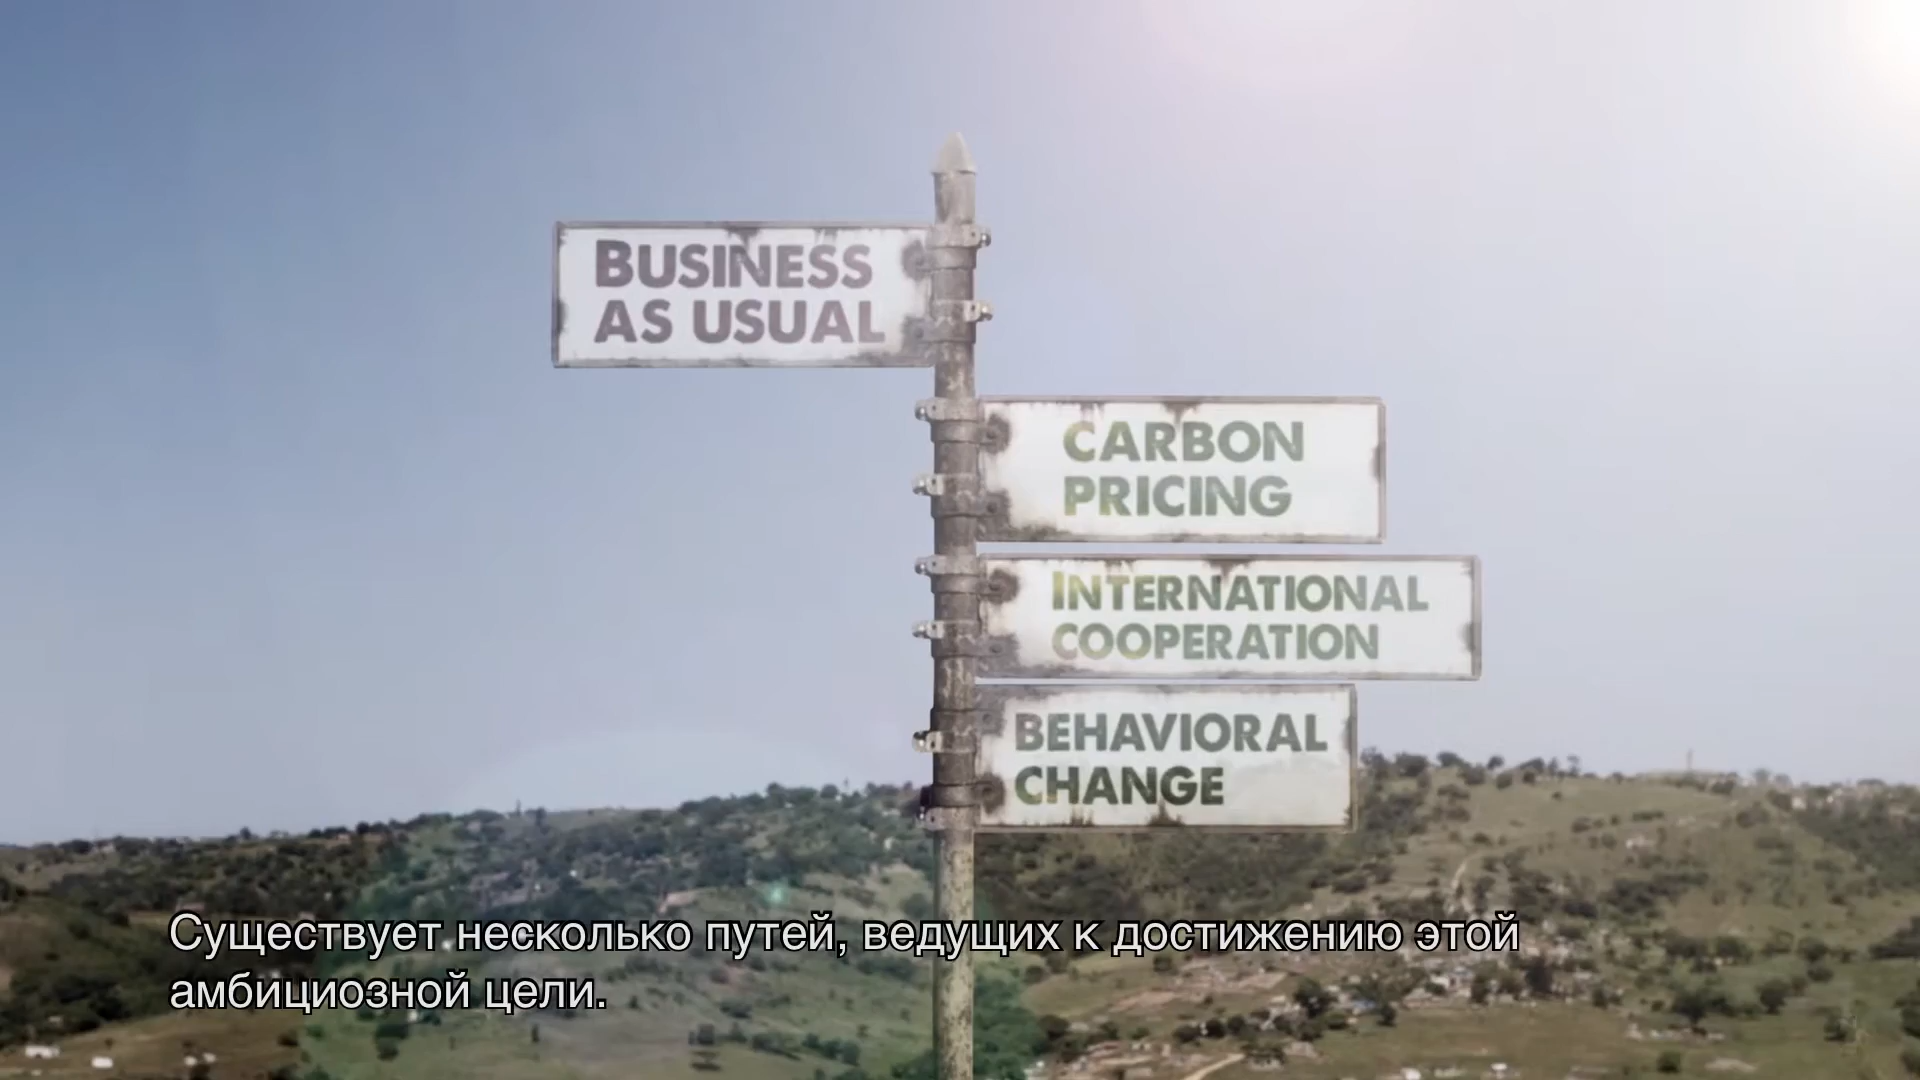 BUSINESS
AS USUAL
CARBON
PRICING
INTERNATIONAL
COOPERATION
BEHAVIORAL
CHANGE
Существует несколько путей, ведущих к достижению этой
амбициозной цели.